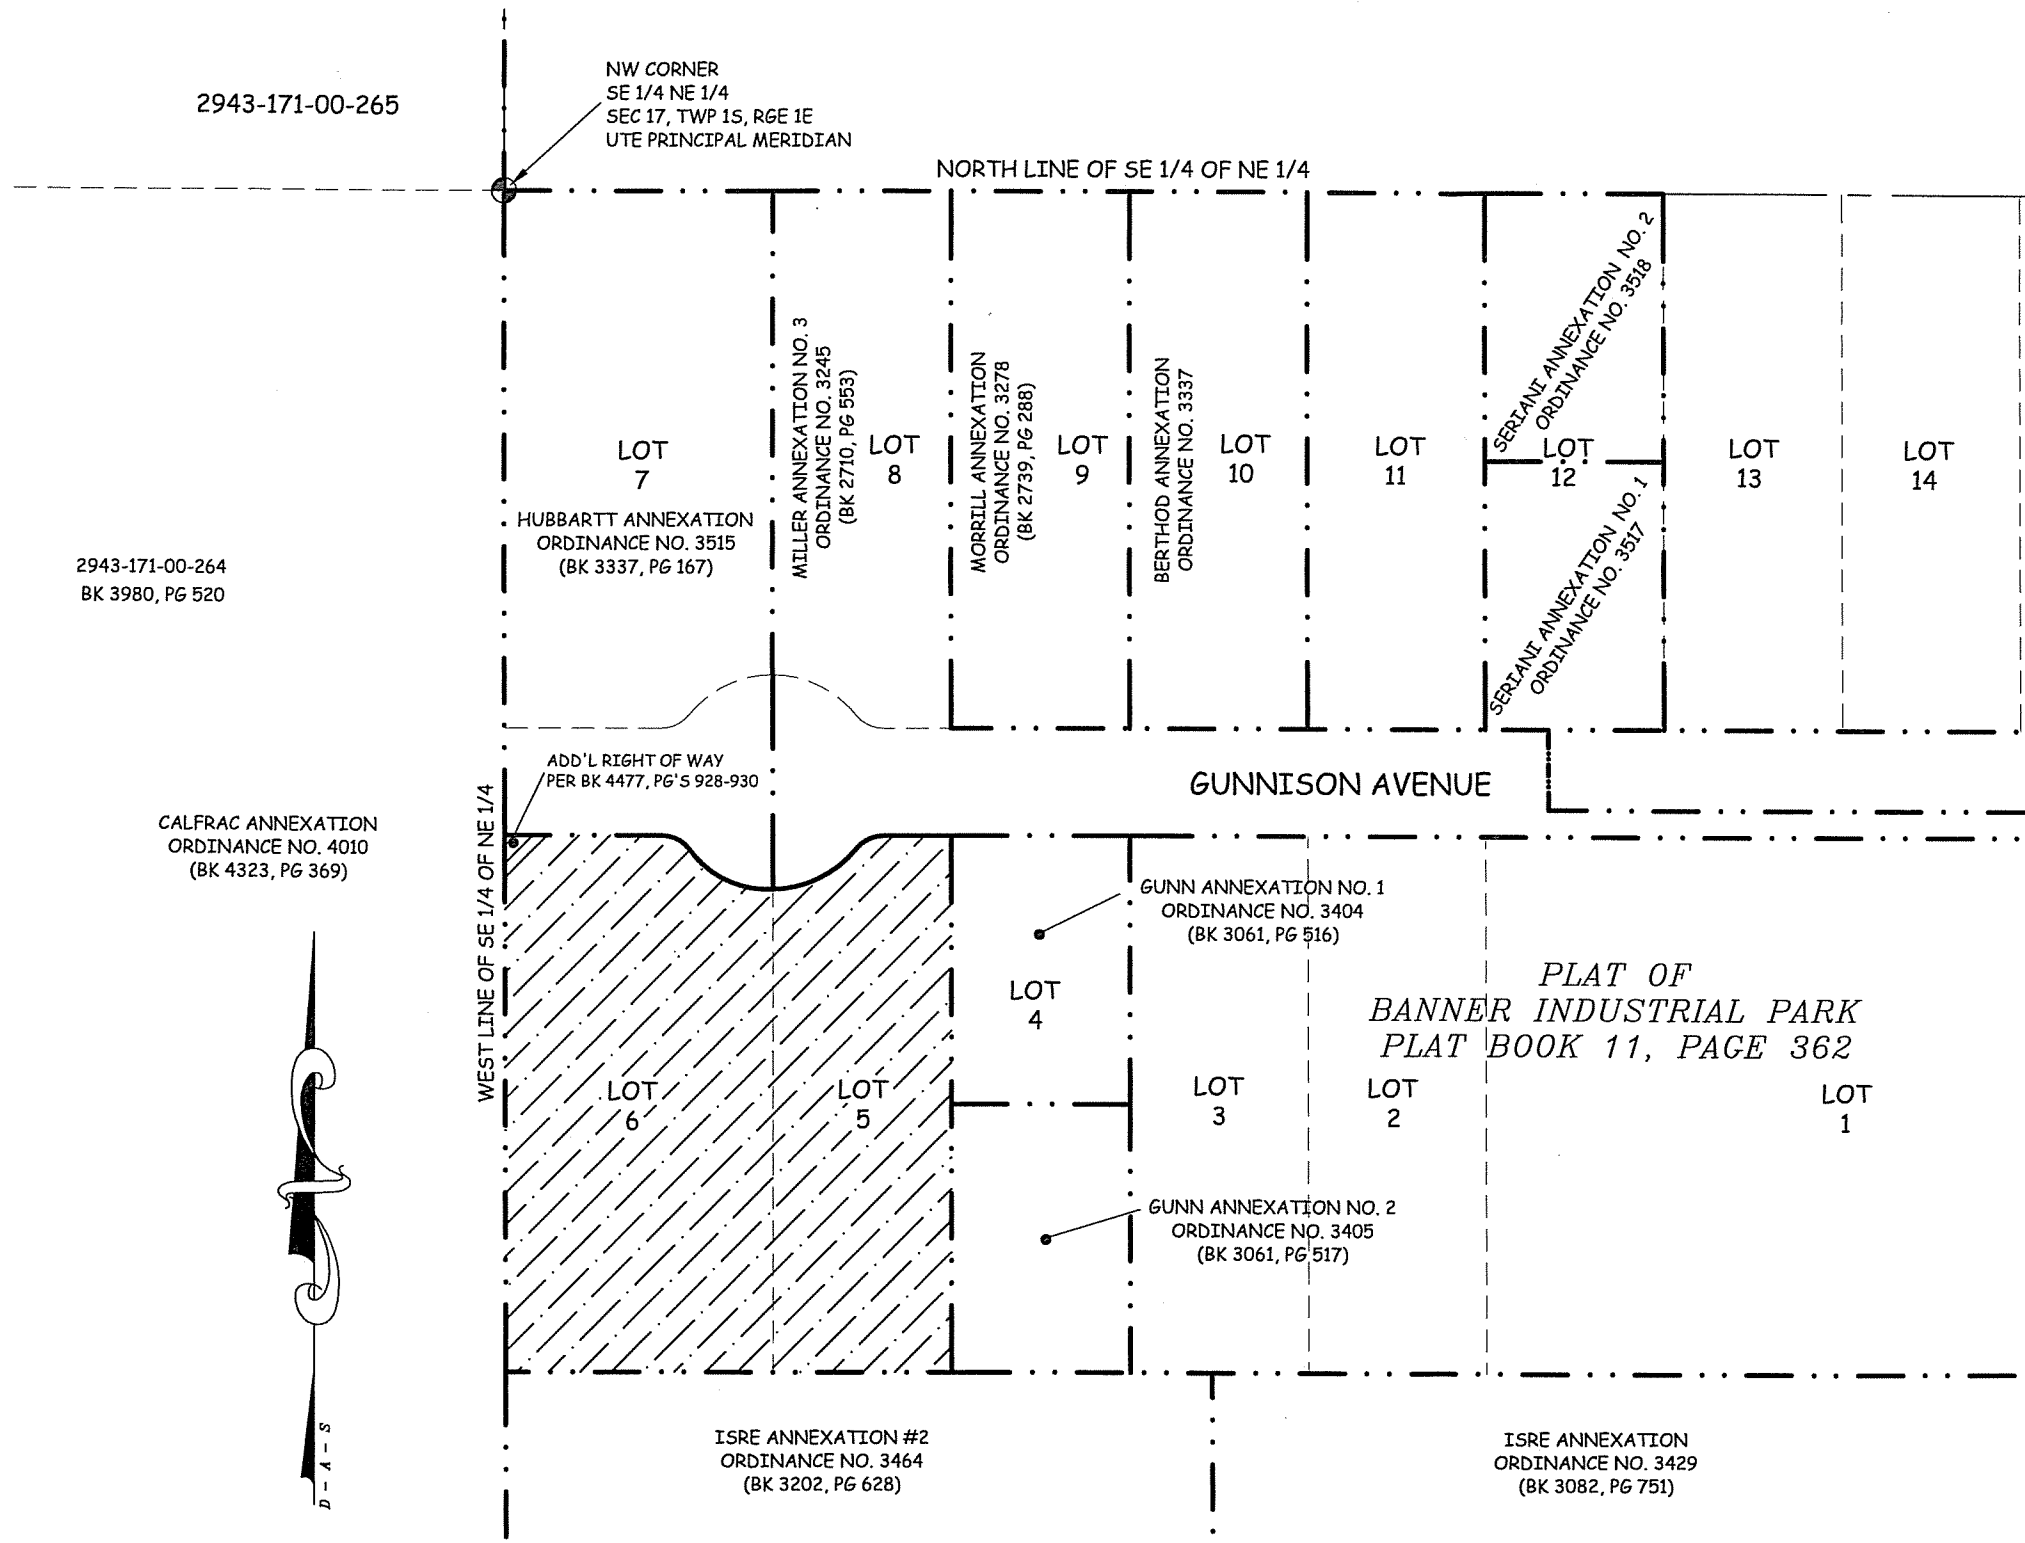 2943-171-00-265
NW CORNER
SE 1/4 NE 1/4
SEC 17, TWP 1S, RGE 1E
UTE PRINCIPAL MERIDIAN
NORTH LINE OF SE 1/4 OF NE 1/4
LOT
7
HUBBARTT ANNEXATION
ORDINANCE NO. 3515
(BK 3337, PG 167)
MILLER ANNEXATION NO. 3
ORDINANCE NO. 3245
(BK 2710, PG 553)
LOT
8
MORRILL ANNEXATION
ORDINANCE NO. 3278
(BK 2739, PG 288)
LOT
9
BERTHOD ANNEXATION
ORDINANCE NO. 3337
LOT
10
LOT
11
SERIANI ANNEXATION NO. 2
ORDINANCE NO. 3518
LOT
12
SERIANI ANNEXATION NO. 1
ORDINANCE NO. 3517
LOT
13
LOT
14
2943-171-00-264
BK 3980, PG 520
ADD'L RIGHT OF WAY
PER BK 4477, PG'S 928-930
GUNNISON AVENUE
CALFRAC ANNEXATION
ORDINANCE NO. 4010
(BK 4323, PG 369)
WEST LINE OF SE 1/4 OF NE 1/4
GUNN ANNEXATION NO. 1
ORDINANCE NO. 3404
(BK 3061, PG 516)
PLAT OF
BANNER INDUSTRIAL PARK
PLAT BOOK 11, PAGE 362
LOT
6
LOT
5
LOT
4
LOT
3
LOT
2
LOT
1
GUNN ANNEXATION NO. 2
ORDINANCE NO. 3405
(BK 3061, PG 517)
D-A-S
ISRE ANNEXATION #2
ORDINANCE NO. 3464
(BK 3202, PG 628)
ISRE ANNEXATION
ORDINANCE NO. 3429
(BK 3082, PG 751)